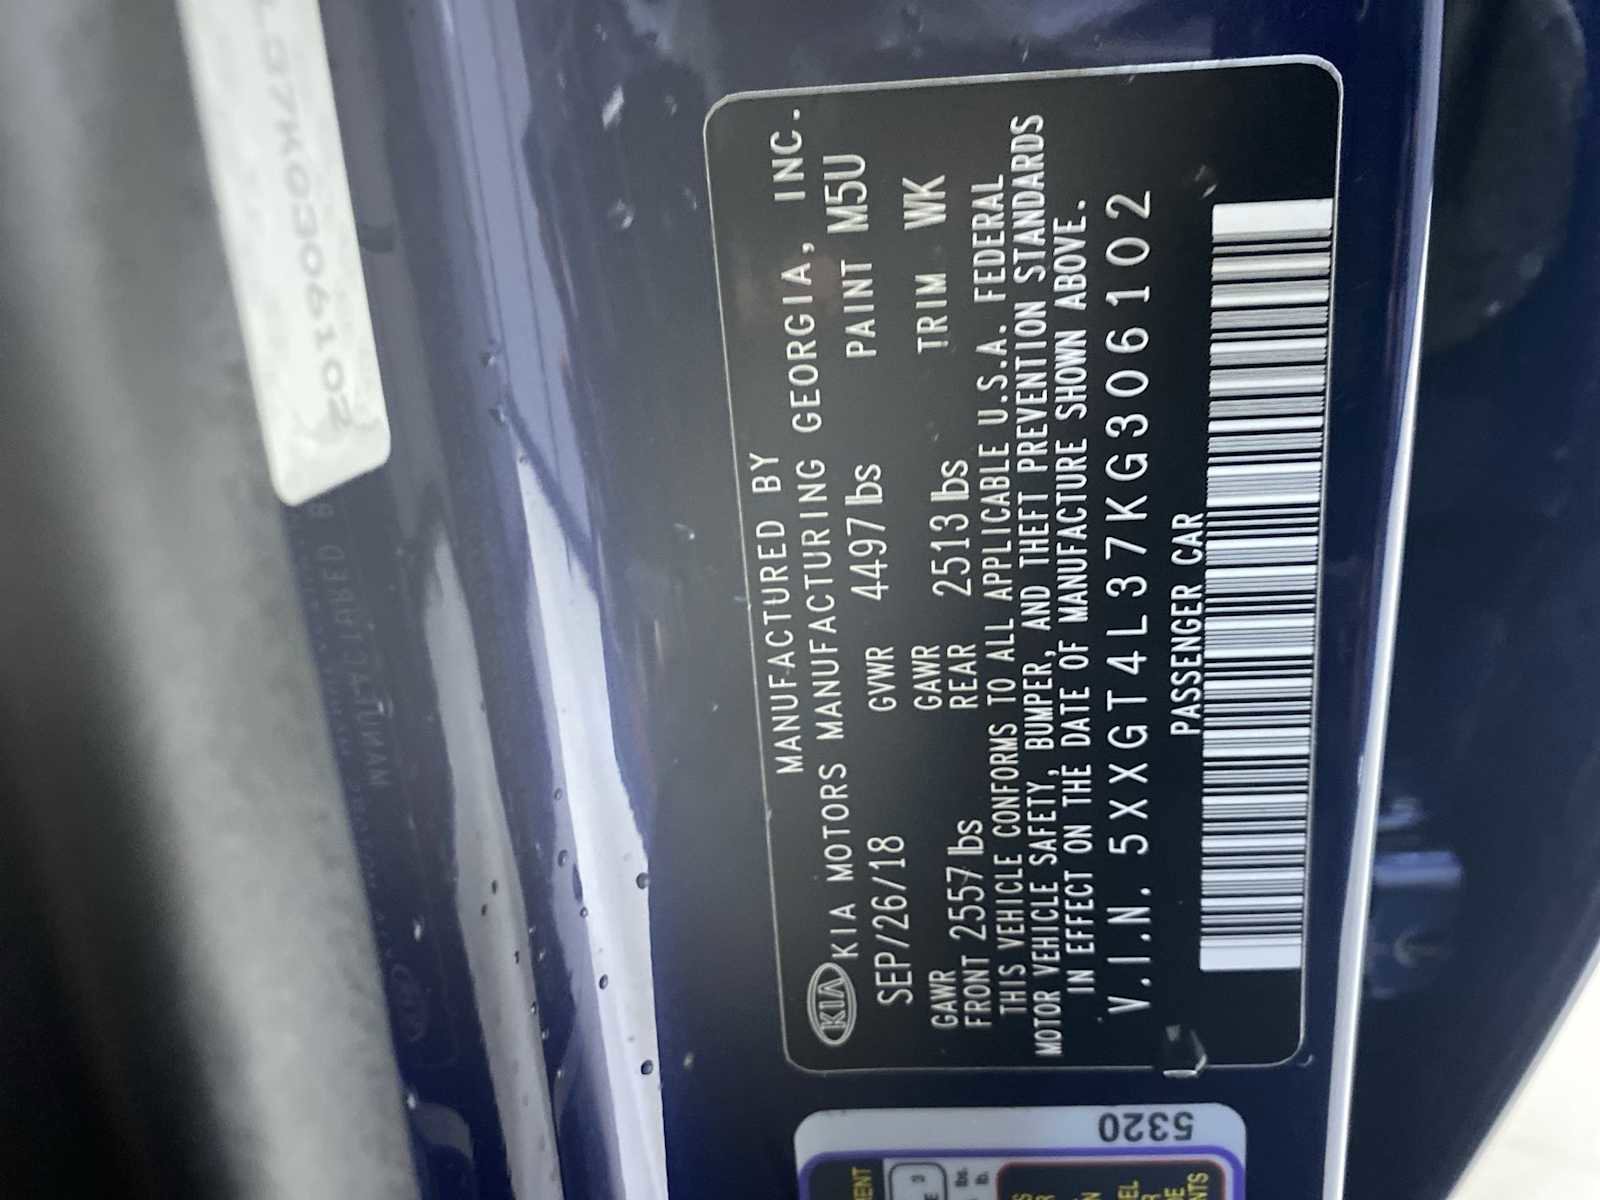 MANUFACTURED BY
KIA KIA MOTORS MANUFACTURING GEORGIA, INC.
SEP/26/18 GVWR 4497 lbs PAINT M5U
GAWR FRONT 2557 lbs GAWR REAR 2513 lbs TRIM WK
THIS VEHICLE CONFORMS TO ALL APPLICABLE U.S.A. FEDERAL
MOTOR VEHICLE SAFETY, BUMPER, AND THEFT PREVENTION STANDARDS
IN EFFECT ON THE DATE OF MANUFACTURE SHOWN ABOVE.
V.I.N. 5XXGT4L37KG306102
PASSENGER CAR
5320